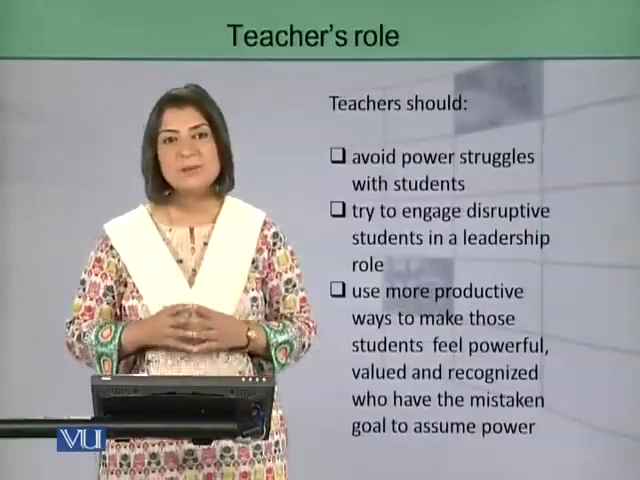 Teacher's role
Teachers should:
avoid power struggles
with students
try to engage disruptive
students in a leadership
role
use more productive
ways to make those
students feel powerful,
valued and recognized
who have the mistaken
goal to assume power
VU